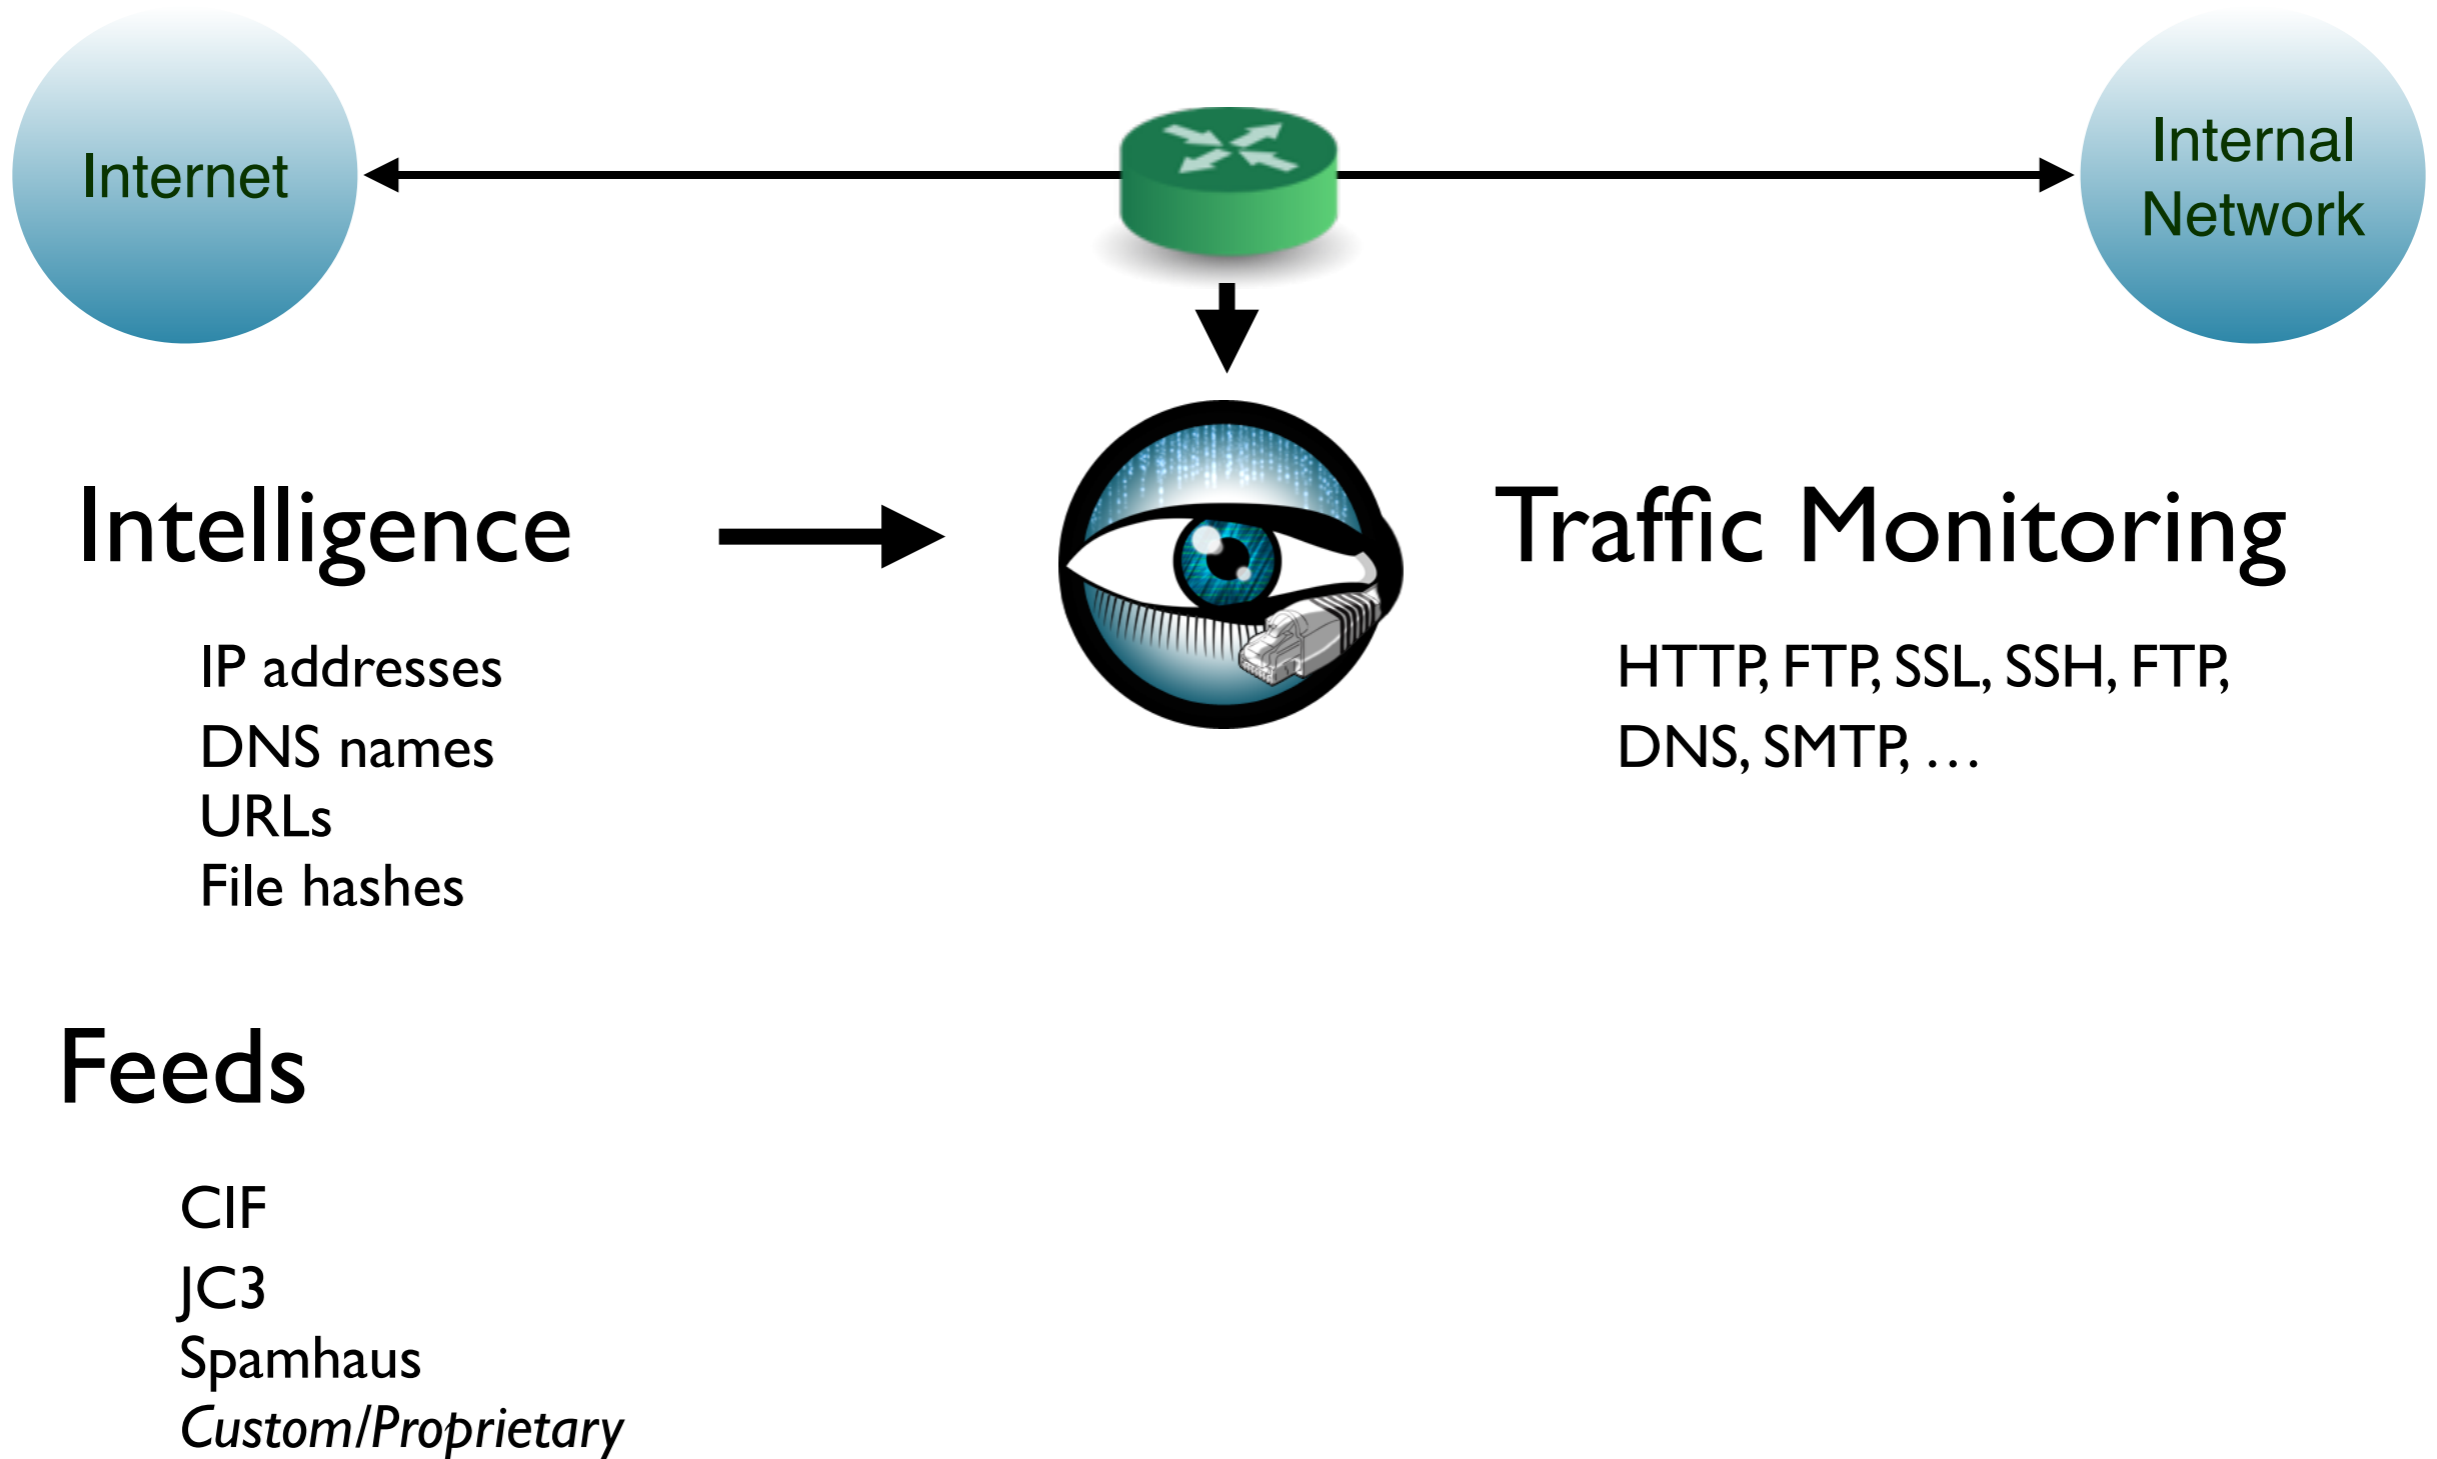 Internet
Internal
Network
Intelligence
IP addresses
DNS names
URLs
File hashes
Traffic Monitoring
HTTP, FTP, SSL, SSH, FTP,
DNS, SMTP, …
Feeds
CIF
JC3
Spamhaus
Custom/Proprietary